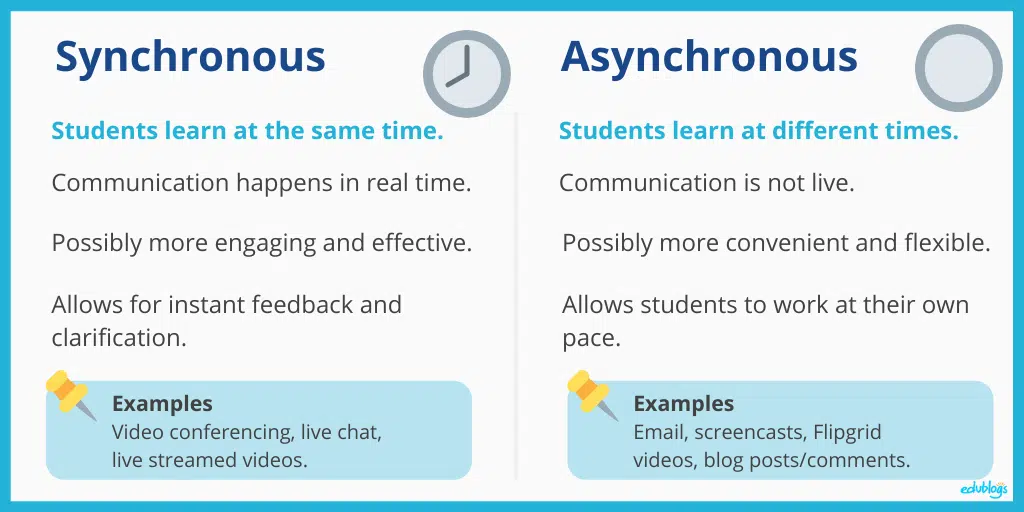 Synchronous
Students learn at the same time.
Communication happens in real time.
Possibly more engaging and effective.
Allows for instant feedback and
clarification.
Examples
Video conferencing, live chat,
live streamed videos.
Asynchronous
Students learn at different times.
Communication is not live.
Possibly more convenient and flexible.
Allows students to work at their own
pace.
Examples
Email, screencasts, Flipgrid
videos, blog posts/comments.
edublogs